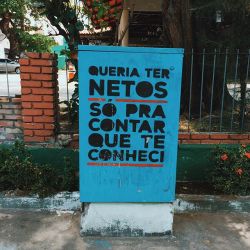 QUERIA TER
NETOS
SÓ PRA
CONTAR
QUE TE
CONHECI